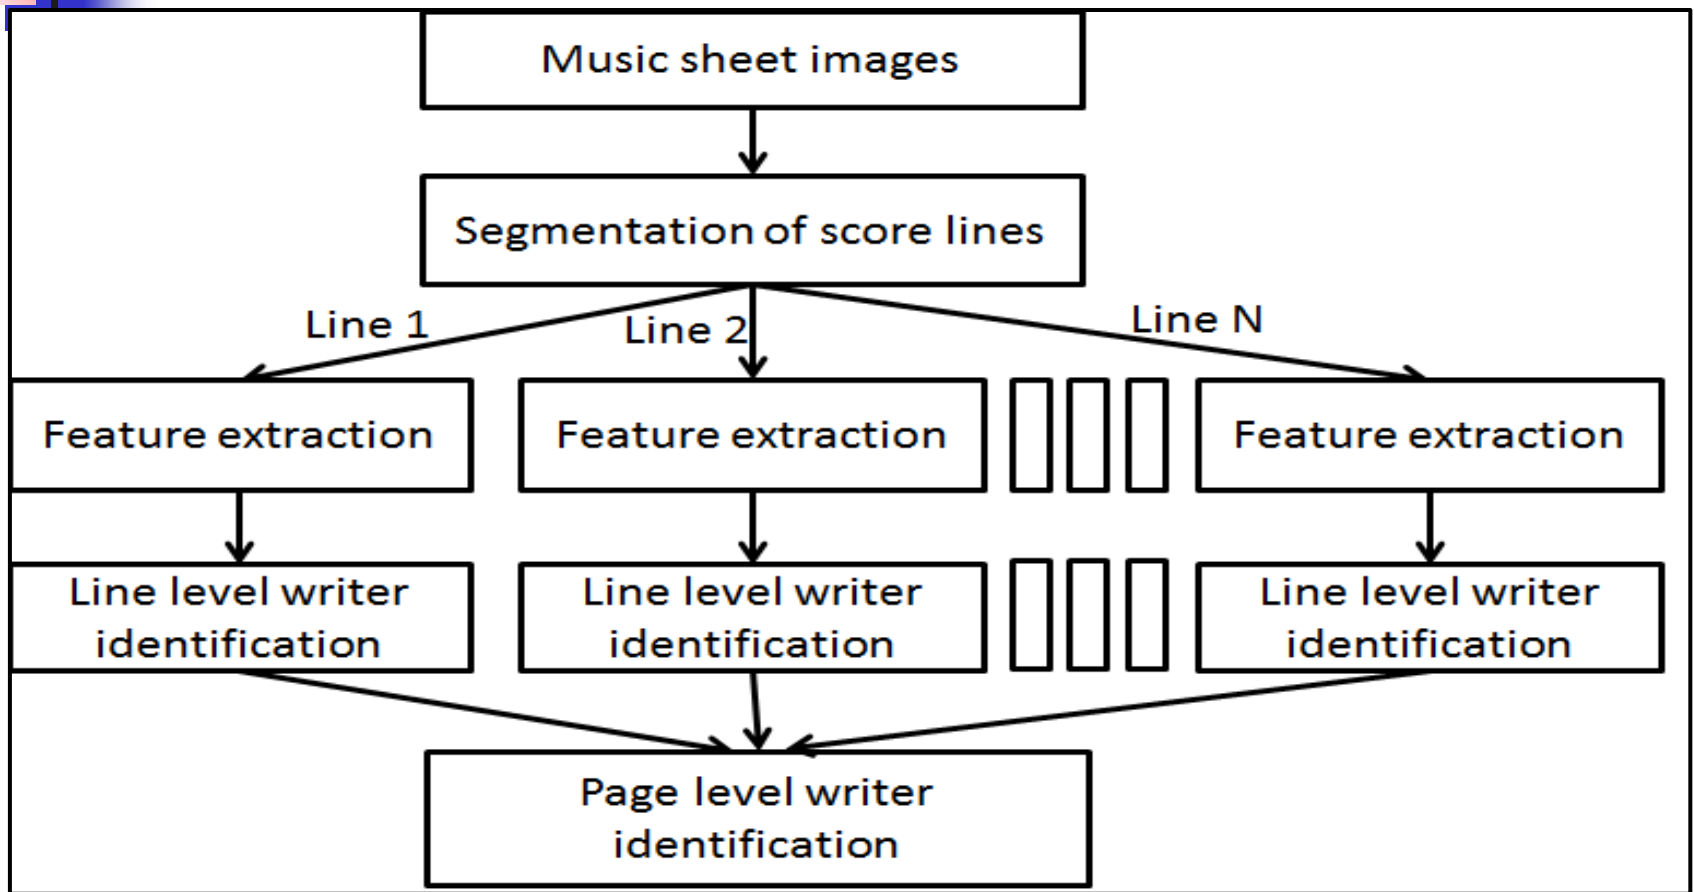 Music sheet images
Segmentation of score lines
Line 1
Line 2
Line N
Feature extraction
Feature extraction
Feature extraction
Line level writer
identification
Line level writer
identification
Line level writer
identification
Page level writer
identification